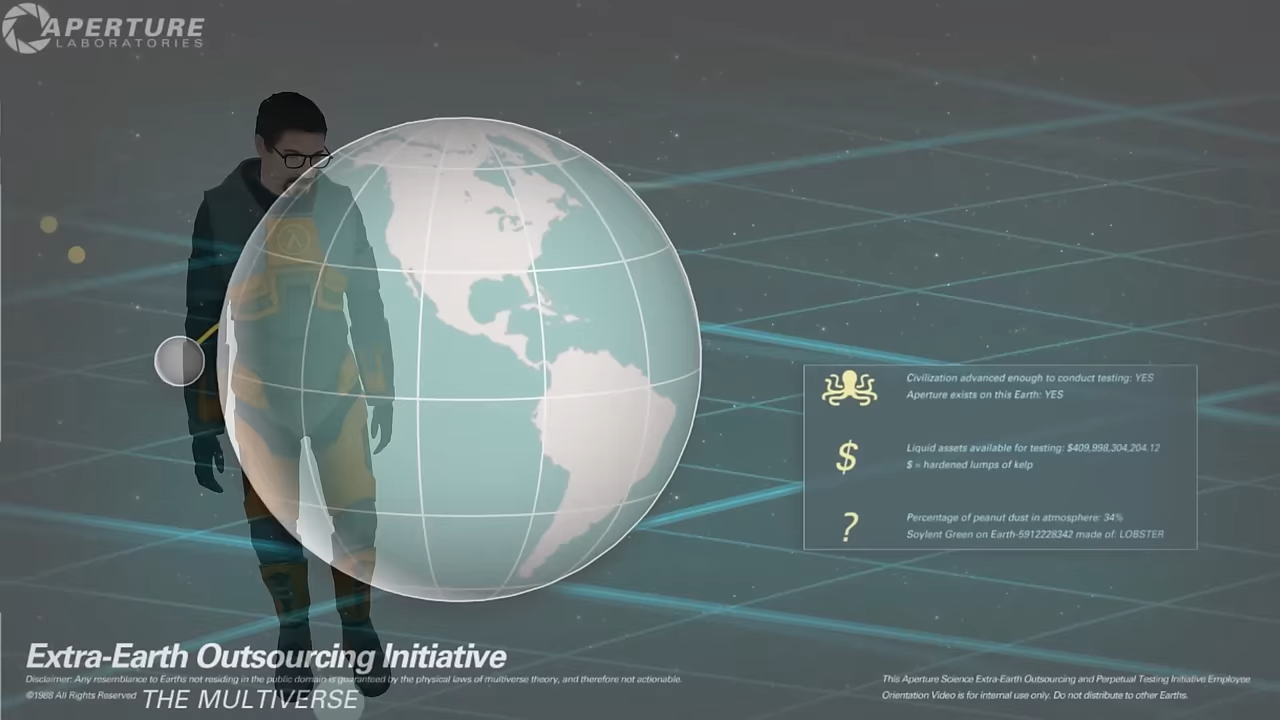 APERTURE
LABORATORIES
Civilization advanced enough to conduct testing: YES
Aperture exists on this Earth: YES
$
Liquid assets available for testing: $409,998,304,204.12
$ = hardened lumps of kelp
?
Percentage of peanut dust in atmosphere: 34%
Soylent Green on Earth-5912228342 made of: LOBSTER
Extra-Earth Outsourcing Initiative
Disclaimer: Any resemblance to Earths not residing in the public domain is guaranteed by the physical laws of multiverse theory, and therefore not actionable.
©1988 All Rights Reserved THE MULTIVERSE
This Aperture Science Extra-Earth Outsourcing and Perpetual Testing Initiative Employee
Orientation Video is for internal use only. Do not distribute to other Earths.